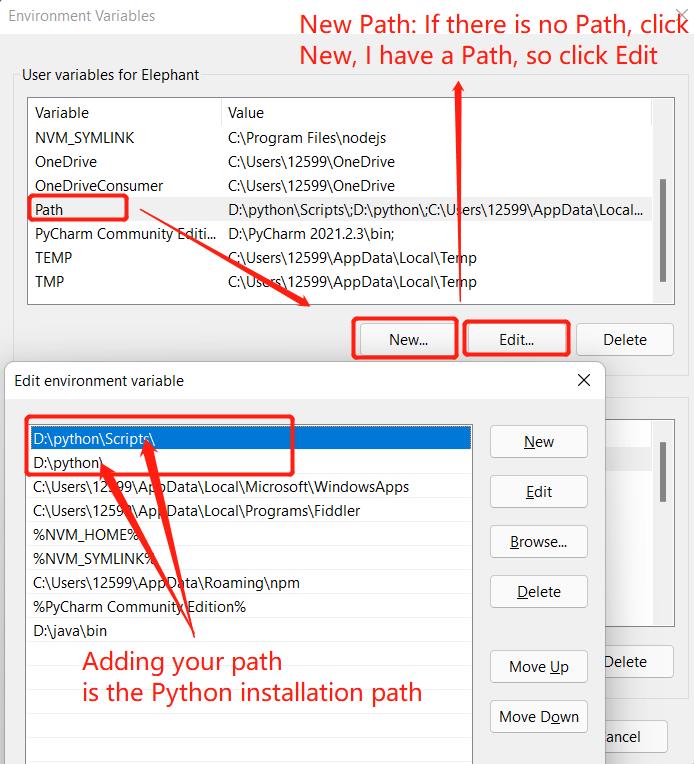 Environment Variables
New Path: If there is no Path, click
New, I have a Path, so click Edit
User variables for Elephant
Variable Value
NVM_SYMLINK C:\Program Files\nodejs
OneDrive C:\Users\12599\OneDrive
OneDriveConsumer C:\Users\12599\OneDrive
Path D:\python\Scripts\;D:\python\;C:\Users\12599\AppData\Local...
PyCharm Community Editi... D:\PyCharm 2021.2.3\bin;
TEMP C:\Users\12599\AppData\Local\Temp
TMP C:\Users\12599\AppData\Local\Temp
New... Edit... Delete
Edit environment variable
D:\python\Scripts\
D:\python\
C:\Users\12599\AppData\Local\Microsoft\WindowsApps
C:\Users\12599\AppData\Local\Programs\Fiddler
%NVM_HOME%
%NVM_SYMLINK%
C:\Users\12599\AppData\Roaming\npm
%PyCharm Community Edition%
D:\java\bin
New
Edit
Browse...
Delete
Move Up
Move Down
Adding your path
is the Python installation path
Delete
ancel